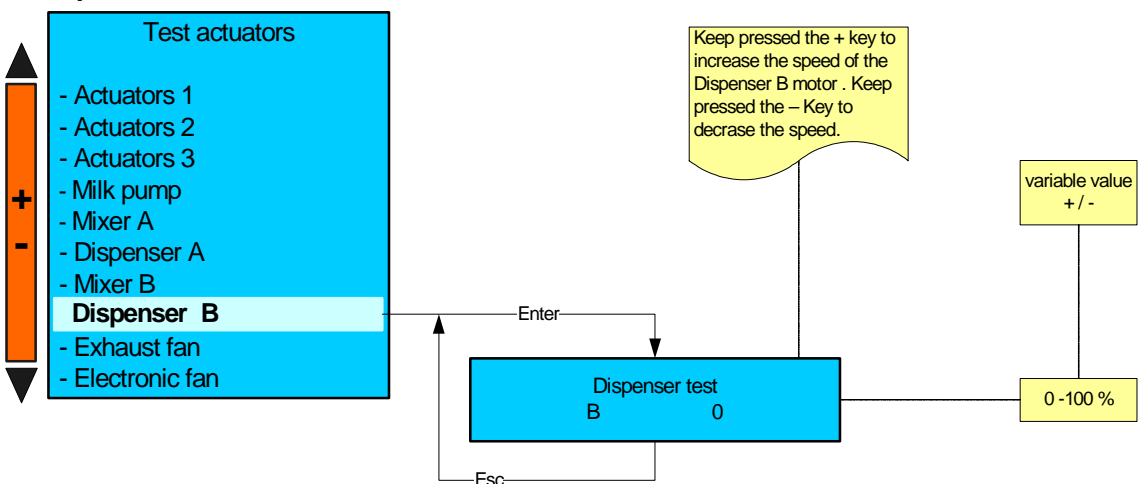 Test actuators
- Actuators 1
- Actuators 2
- Actuators 3
- Milk pump
- Mixer A
- Dispenser A
- Mixer B
Dispenser B
- Exhaust fan
- Electronic fan
+
-
Keep pressed the + key to
increase the speed of the
Dispenser B motor . Keep
pressed the – Key to
decrase the speed.
variable value
+ / -
Enter
Dispenser test
B 0
0 -100 %
Esc